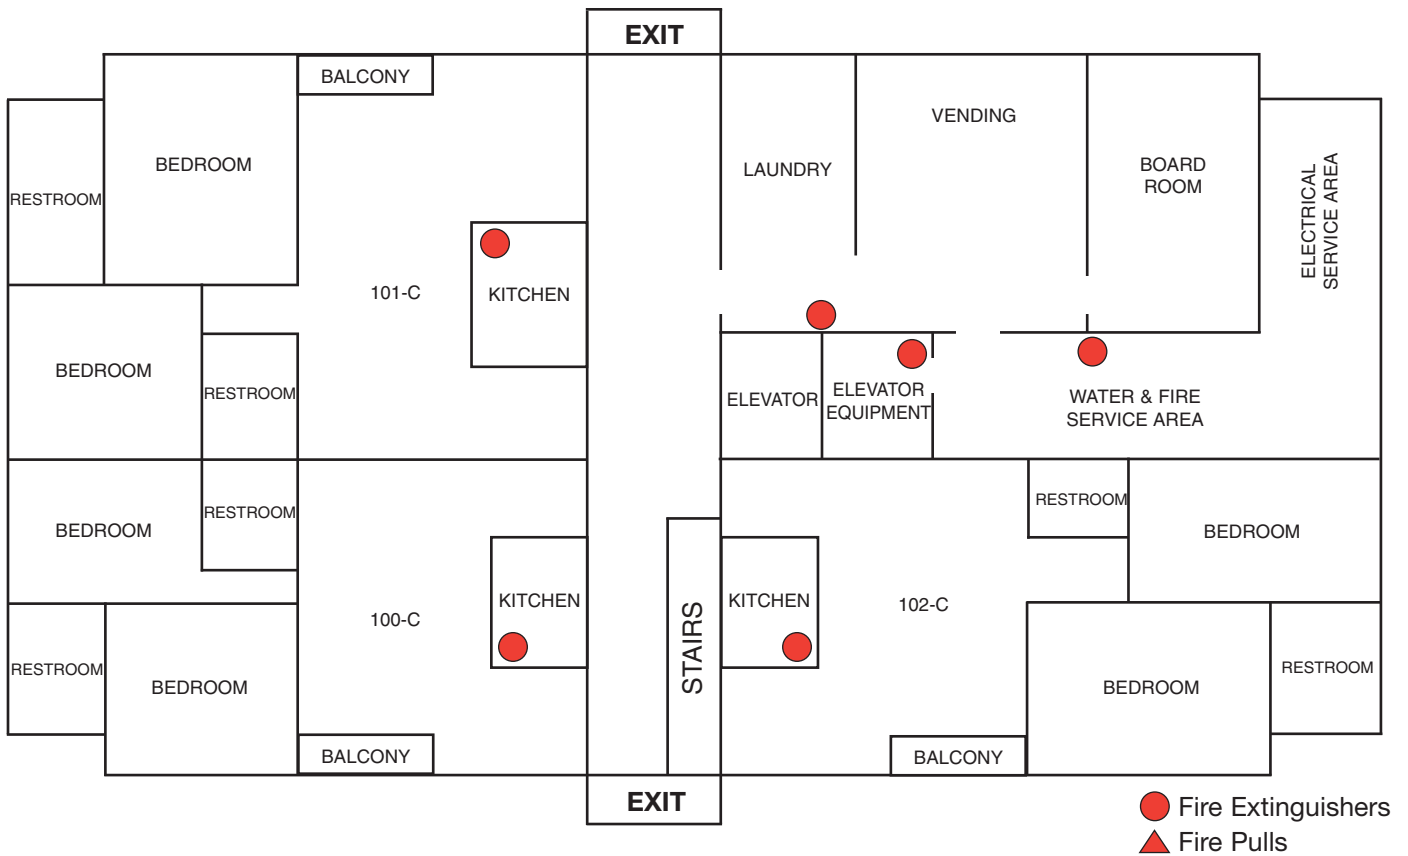 EXIT
BALCONY
VENDING
BEDROOM
LAUNDRY
BOARD
ROOM
ELECTRICAL
SERVICE AREA
RESTROOM
101-C
KITCHEN
BEDROOM
RESTROOM
ELEVATOR
ELEVATOR
EQUIPMENT
WATER & FIRE
SERVICE AREA
BEDROOM
RESTROOM
RESTROOM
BEDROOM
100-C
KITCHEN
STAIRS
KITCHEN
102-C
RESTROOM
BEDROOM
BEDROOM
RESTROOM
BALCONY
BALCONY
EXIT
Fire Extinguishers
Fire Pulls